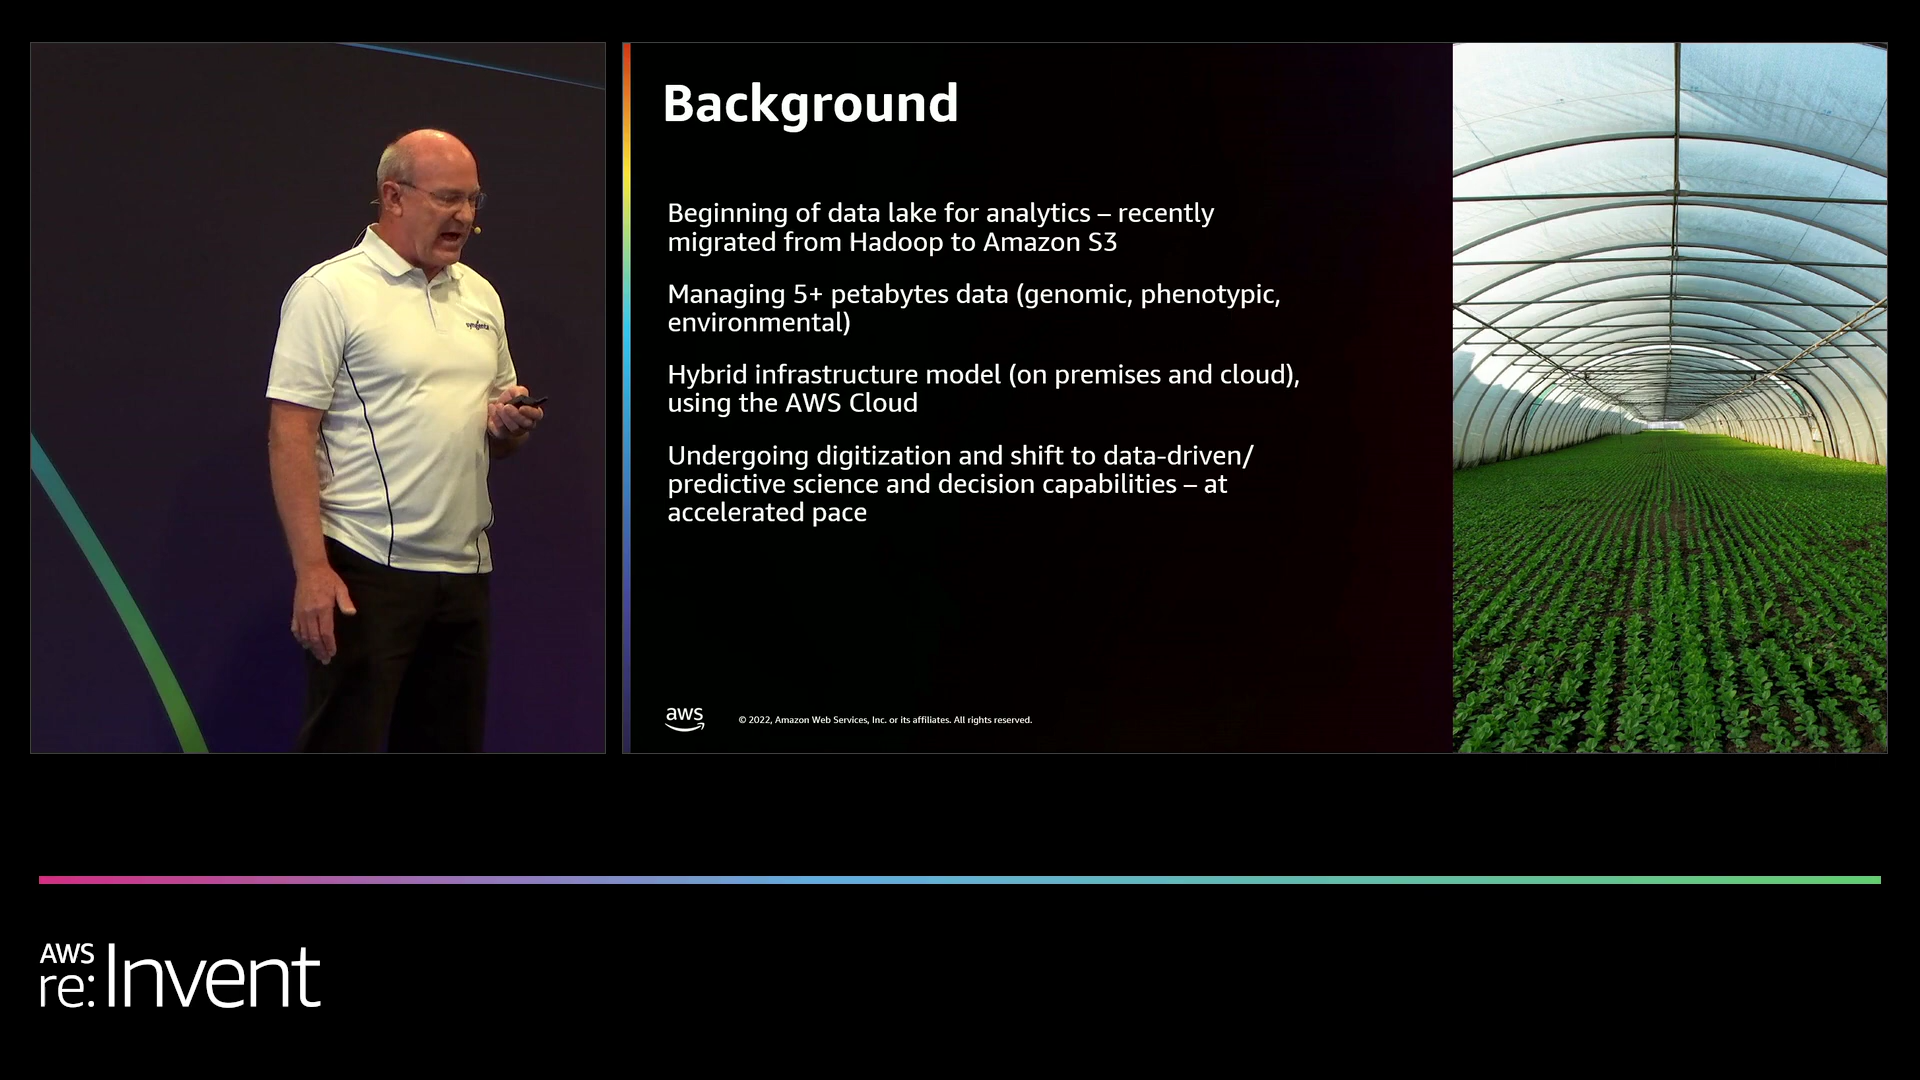 Background
Beginning of data lake for analytics – recently
migrated from Hadoop to Amazon S3
Managing 5+ petabytes data (genomic, phenotypic,
environmental)
Hybrid infrastructure model (on premises and cloud),
using the AWS Cloud
Undergoing digitization and shift to data-driven/
predictive science and decision capabilities – at
accelerated pace
aws
© 2022, Amazon Web Services, Inc. or its affiliates. All rights reserved.
syngenta
AWS
re:Invent